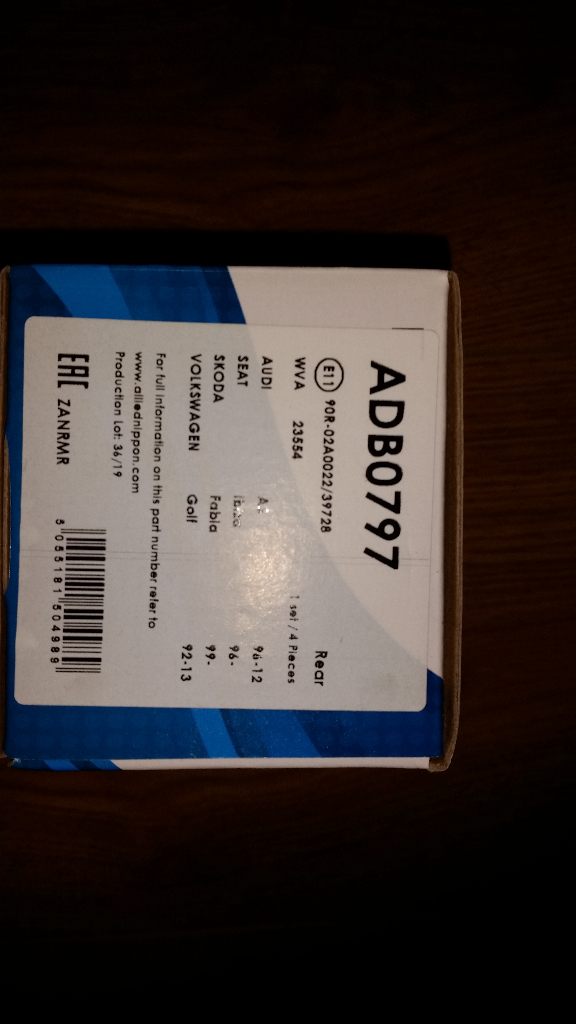 ADB0797
E11 90R-02A0022/39728 Rear
WVA 23554 1 set / 4 Pieces
AUDI 96-12
SEAT Ibiza 96-
SKODA Fabia 99-
VOLKSWAGEN Golf 92-13
For full information on this part number refer to
www.alliednippon.com
Production Lot: 36/19
EAC ZANRMR
5 055181 504989